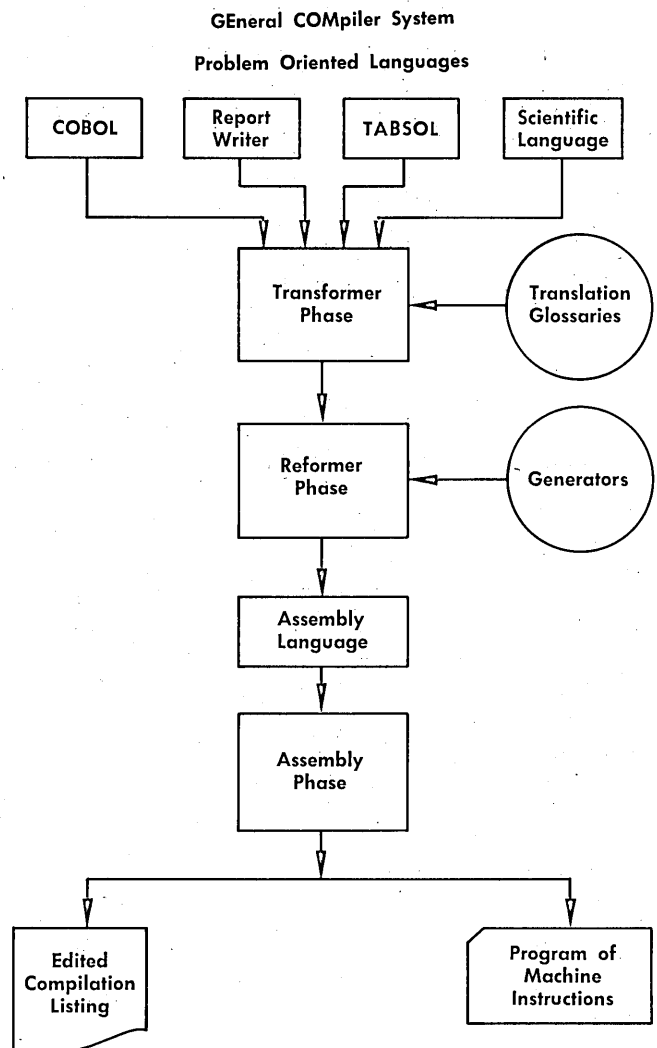 GEneral COMpiler System
Problem Oriented Languages
COBOL
Report
Writer
TABSOL
Scientific
Language
Transformer
Phase
Translation
Glossaries
Reformer
Phase
Generators
Assembly
Language
Assembly
Phase
Edited
Compilation
Listing
Program of
Machine
Instructions